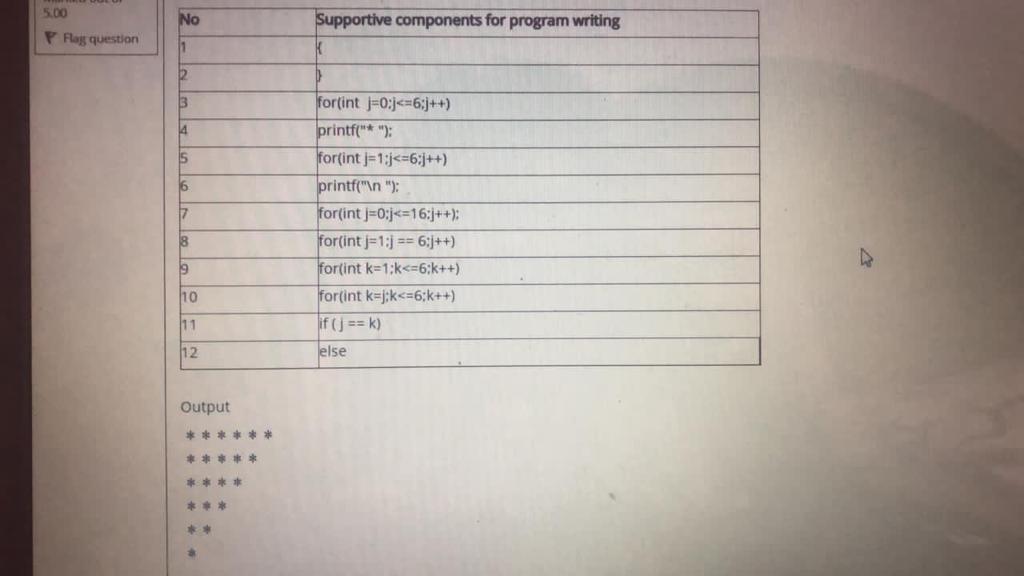 5.00
Flag question
No Supportive components for program writing
1 {
2 }
3 for(int j=0;j<=6;j++)
4 printf("* ");
5 for(int j=1;j<=6;j++)
6 printf("\n ");
7 for(int j=0;j<=16;j++);
8 for(int j=1;j == 6;j++)
9 for(int k=1;k<=6;k++)
10 for(int k=j;k<=6;k++)
11 if ( j == k)
12 else
Output
* * * * * *
* * * * *
* * * *
* * *
* *
*